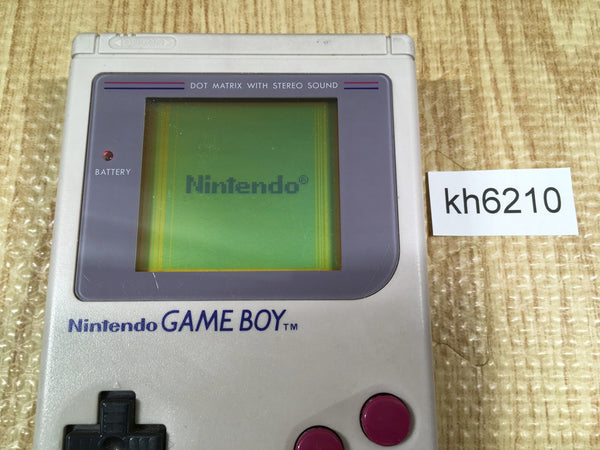 DOT MATRIX WITH STEREO SOUND
BATTERY
Nintendo®
kh6210
Nintendo GAME BOY™